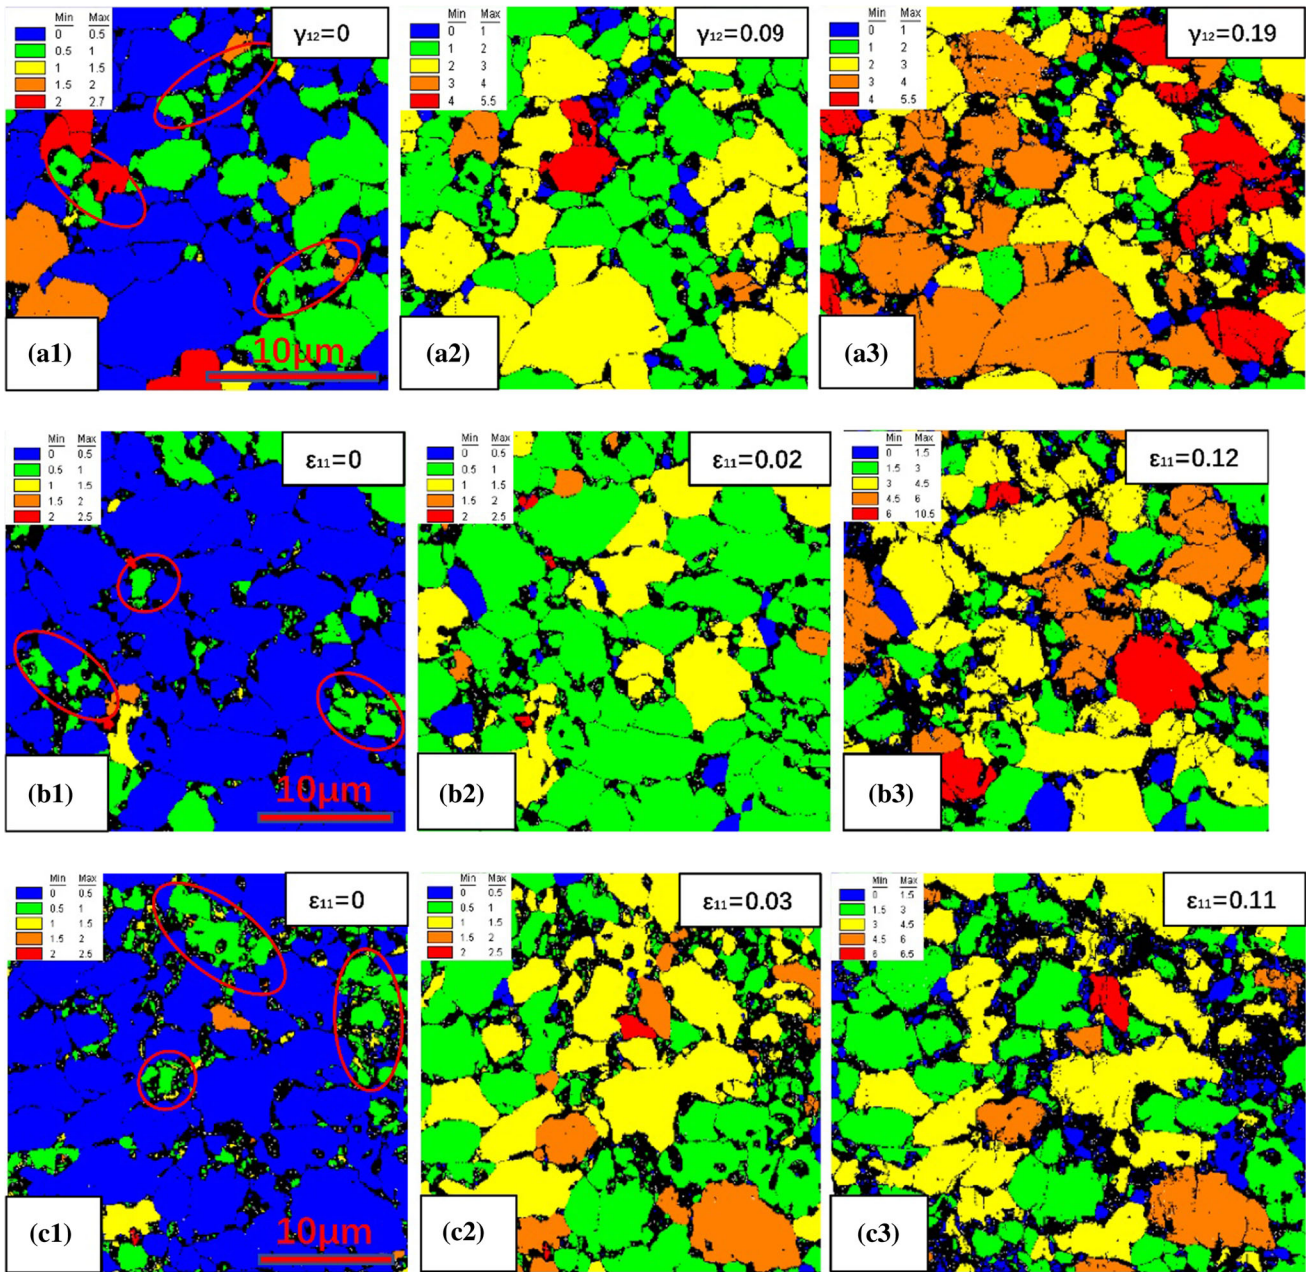 Min Max
0 0.5
0.5 1
1 1.5
1.5 2
2 2.7
γ₁₂=0
(a1)
10μm
Min Max
0 1
1 2
2 3
3 4
4 5.5
γ₁₂=0.09
(a2)
Min Max
0 1
1 2
2 3
3 4
4 5.5
γ₁₂=0.19
(a3)
Min Max
0 0.5
0.5 1
1 1.5
1.5 2
2 2.5
ε₁₁=0
(b1)
10μm
Min Max
0 0.5
0.5 1
1 1.5
1.5 2
2 2.5
ε₁₁=0.02
(b2)
Min Max
0 1.5
1.5 3
3 4.5
4.5 6
6 10.5
ε₁₁=0.12
(b3)
Min Max
0 0.5
0.5 1
1 1.5
1.5 2
2 2.5
ε₁₁=0
(c1)
10μm
Min Max
0 0.5
0.5 1
1 1.5
1.5 2
2 2.5
ε₁₁=0.03
(c2)
Min Max
0 1.5
1.5 3
3 4.5
4.5 6
6 6.5
ε₁₁=0.11
(c3)